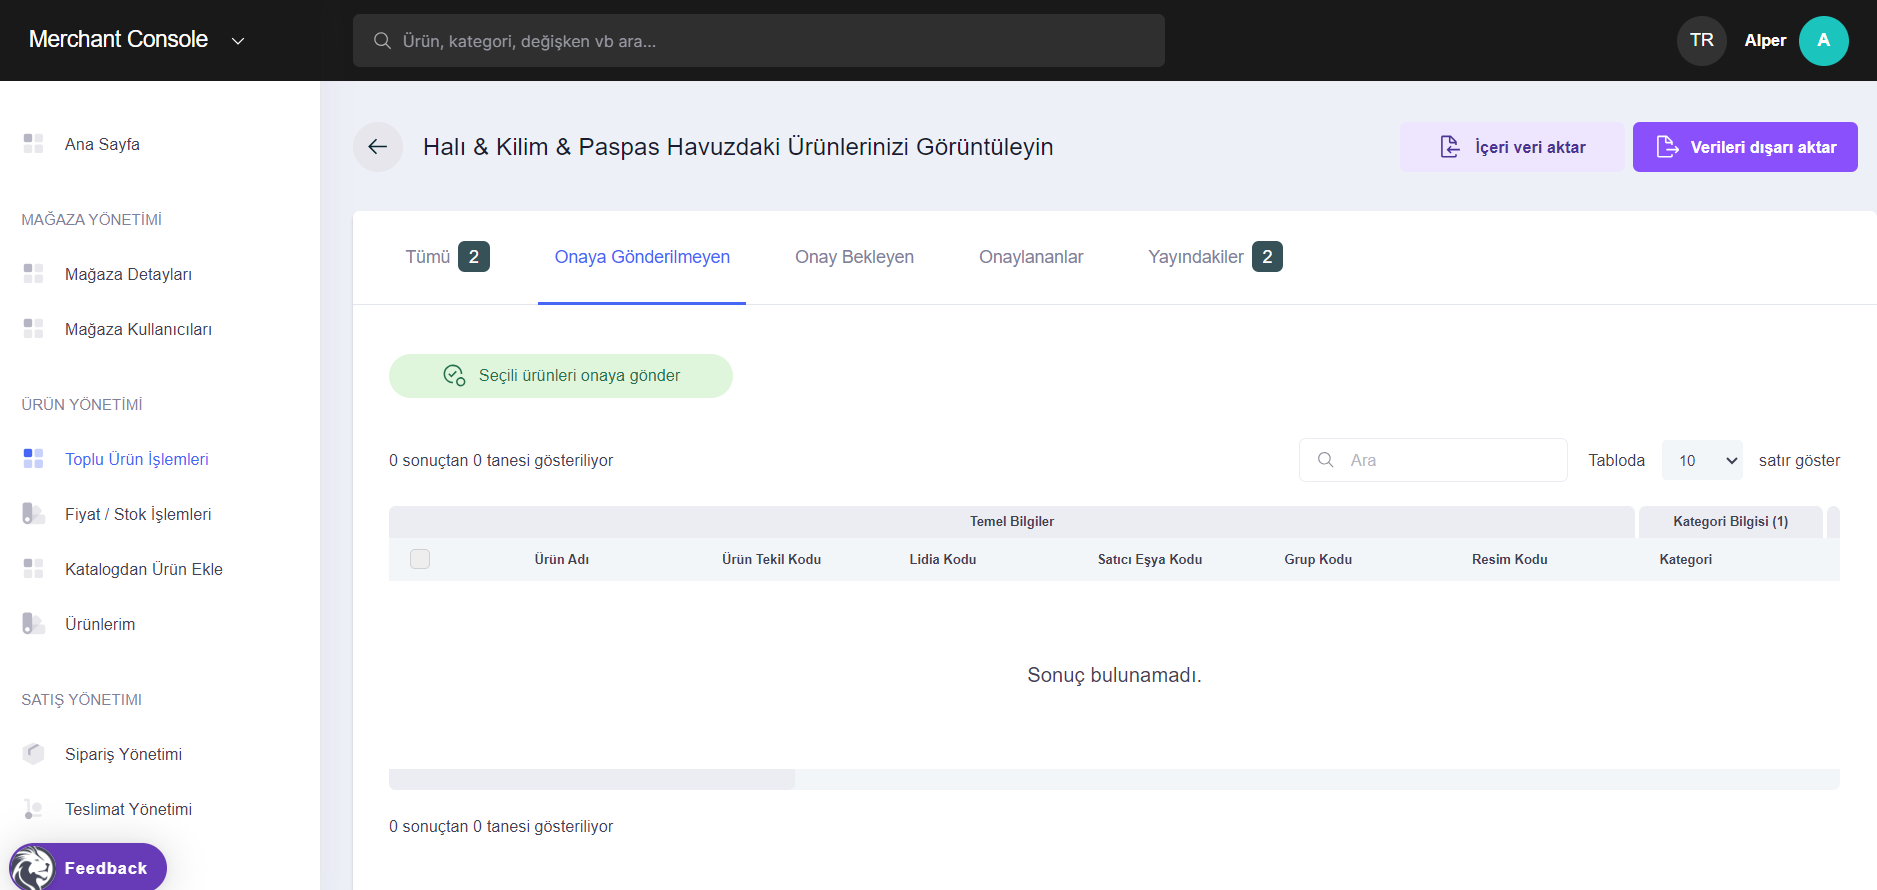 Merchant Console
Ürün, kategori, değişken vb ara...
TR
Alper
A
Ana Sayfa
MAĞAZA YÖNETİMİ
Mağaza Detayları
Mağaza Kullanıcıları
ÜRÜN YÖNETİMİ
Toplu Ürün İşlemleri
Fiyat / Stok İşlemleri
Katalogdan Ürün Ekle
Ürünlerim
SATIŞ YÖNETIMI
Sipariş Yönetimi
Teslimat Yönetimi
Feedback
Halı & Kilim & Paspas Havuzdaki Ürünlerinizi Görüntüleyin
İçeri veri aktar
Verileri dışarı aktar
Tümü 2
Onaya Gönderilmeyen
Onay Bekleyen
Onaylananlar
Yayındakiler 2
Seçili ürünleri onaya gönder
0 sonuçtan 0 tanesi gösteriliyor
Ara
Tabloda 10 satır göster
Temel Bilgiler
Kategori Bilgisi (1)
Ürün Adı
Ürün Tekil Kodu
Lidia Kodu
Satıcı Eşya Kodu
Grup Kodu
Resim Kodu
Kategori
Sonuç bulunamadı.
0 sonuçtan 0 tanesi gösteriliyor